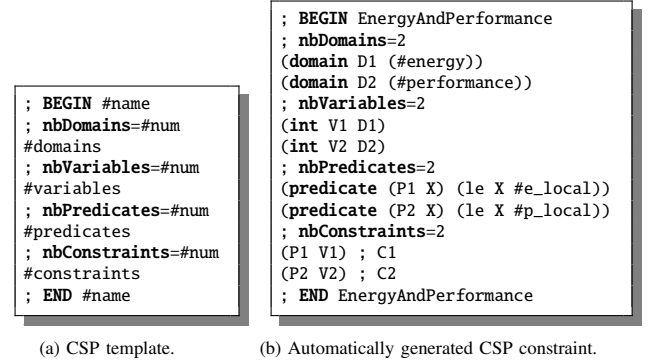 ; BEGIN #name
; nbDomains=#num
#domains
; nbVariables=#num
#variables
; nbPredicates=#num
#predicates
; nbConstraints=#num
#constraints
; END #name
(a) CSP template.
; BEGIN EnergyAndPerformance
; nbDomains=2
(domain D1 (#energy))
(domain D2 (#performance))
; nbVariables=2
(int V1 D1)
(int V2 D2)
; nbPredicates=2
(predicate (P1 X) (le X #e_local))
(predicate (P2 X) (le X #p_local))
; nbConstraints=2
(P1 V1) ; C1
(P2 V2) ; C2
; END EnergyAndPerformance
(b) Automatically generated CSP constraint.